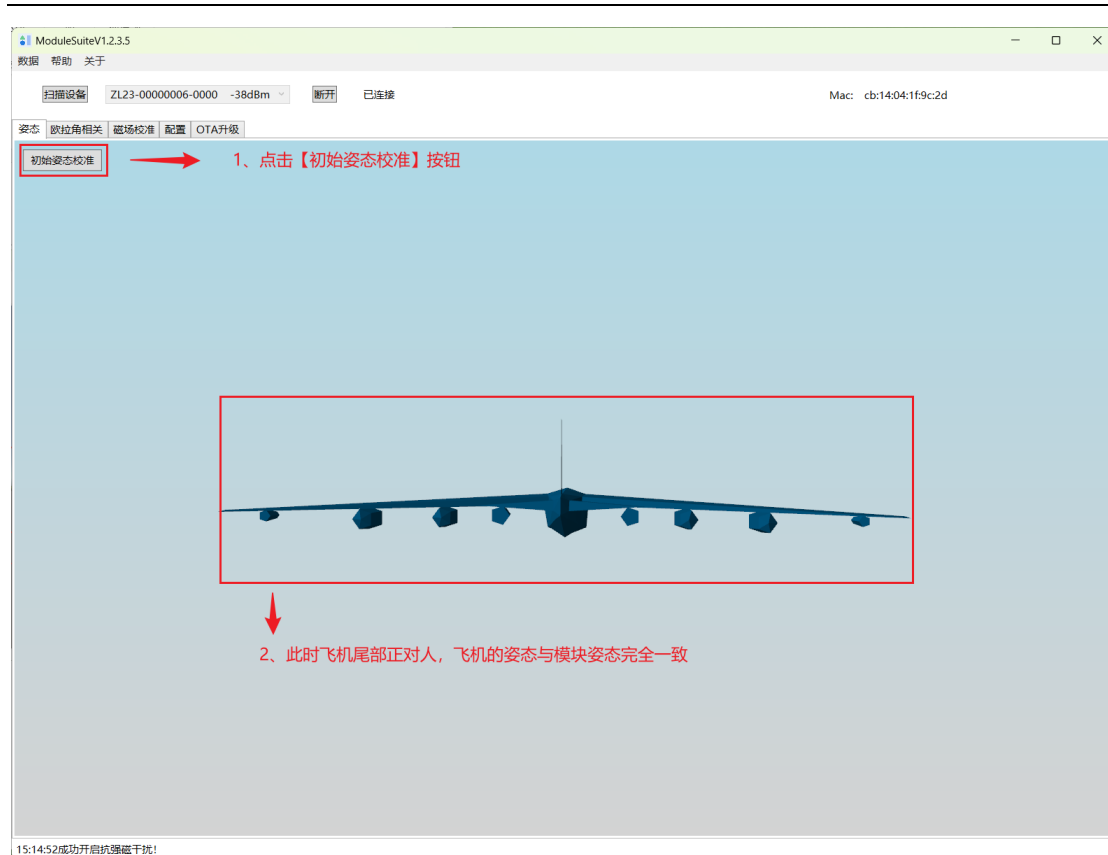 ModuleSuiteV1.2.3.5
数据 帮助 关于
扫描设备 ZL23-00000006-0000 -38dBm 断开 已连接 Mac: cb:14:04:1f:9c:2d
姿态 欧拉角相关 磁场校准 配置 OTA升级
初始姿态校准 1、点击【初始姿态校准】按钮
2、此时飞机尾部正对人，飞机的姿态与模块姿态完全一致
15:14:52成功开启抗强磁干扰!